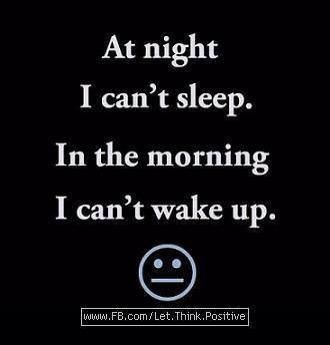 At night
I can't sleep.
In the morning
I can't wake up.
www.FB.com/Let.Think.Positive